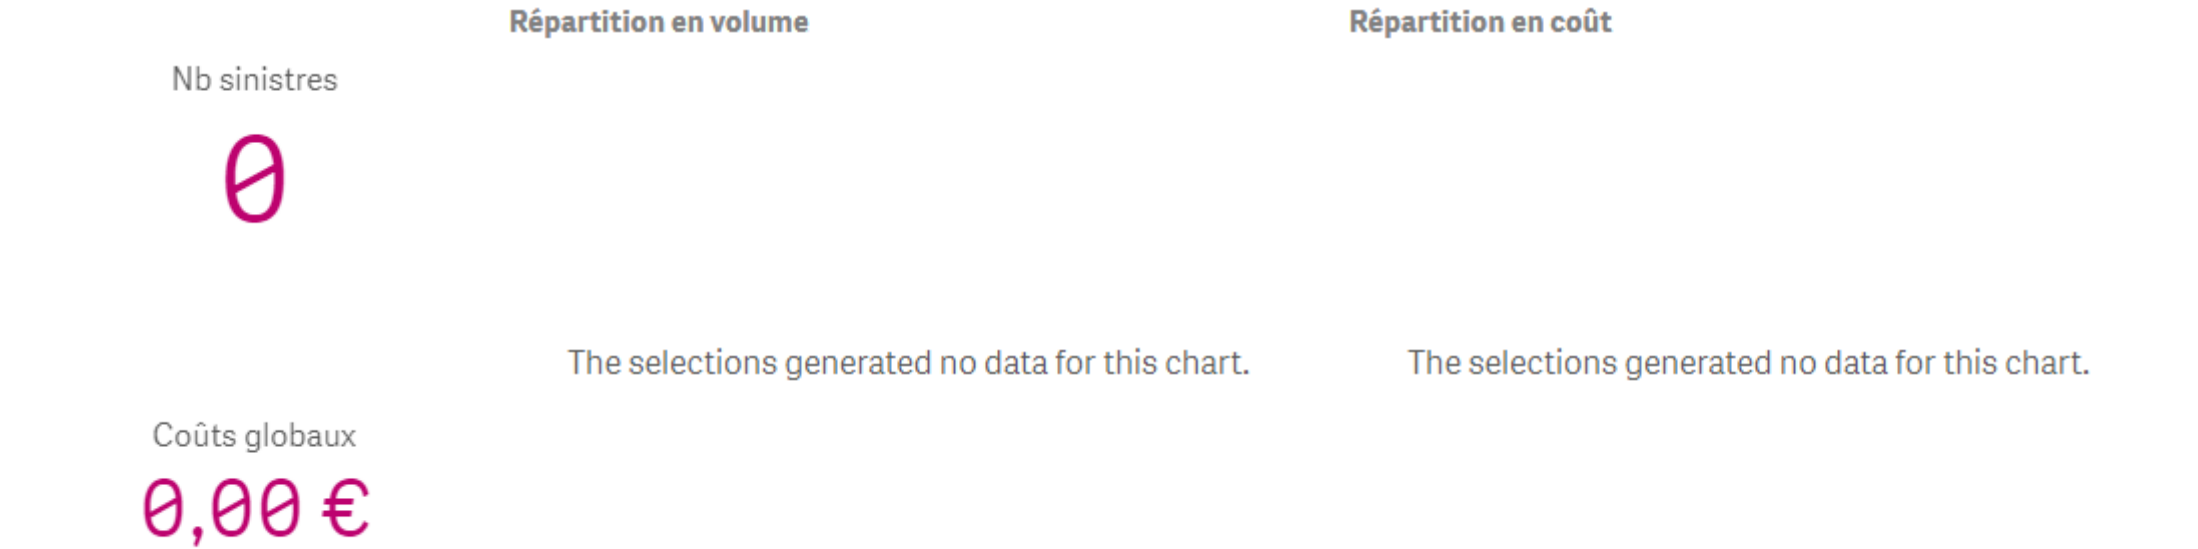 Répartition en volume
Répartition en coût
Nb sinistres
0
The selections generated no data for this chart.
The selections generated no data for this chart.
Coûts globaux
0,00 €